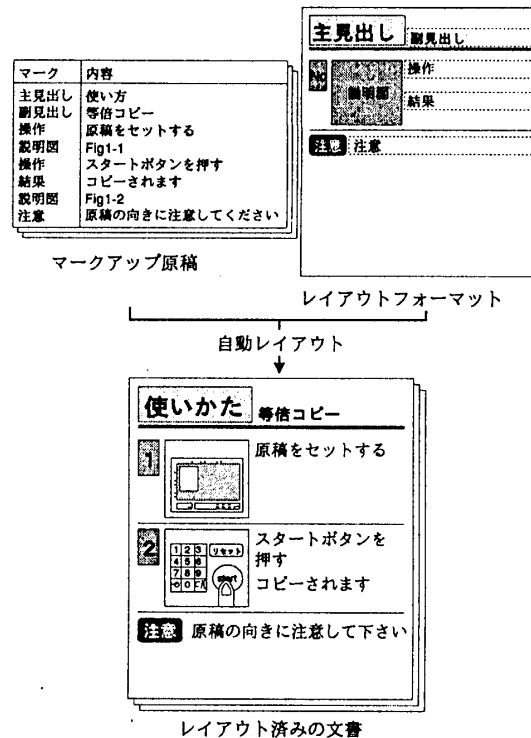 マーク 内容
主見出し 使い方
副見出し 等倍コピー
操作 原稿をセットする
説明図 Fig1-1
操作 スタートボタンを押す
結果 コピーされます
説明図 Fig1-2
注意 原稿の向きに注意してください
マークアップ原稿
主見出し 副見出し
No 説明図 操作
結果
注意 注意
レイアウトフォーマット
自動レイアウト
使いかた 等倍コピー
1 原稿をセットする
2 スタートボタンを
押す
コピーされます
1 2 3 リセット
4 5 6
7 8 9
0
start
注意 原稿の向きに注意して下さい
レイアウト済みの文書